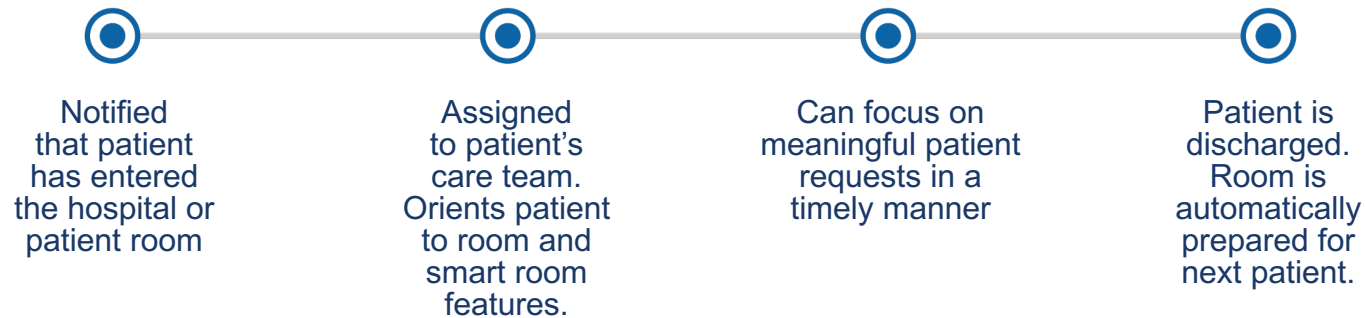 Notified
that patient
has entered
the hospital or
patient room
Assigned
to patient’s
care team.
Orients patient
to room and
smart room
features.
Can focus on
meaningful patient
requests in a
timely manner
Patient is
discharged.
Room is
automatically
prepared for
next patient.